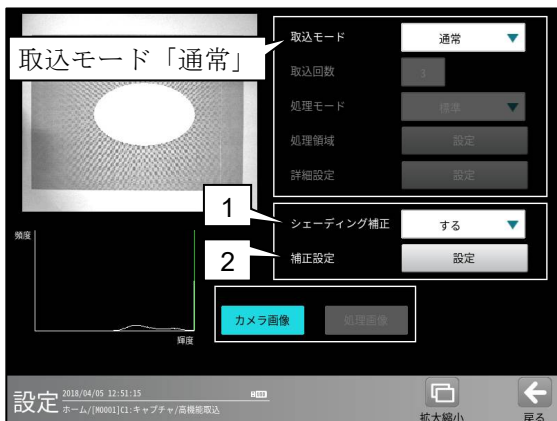 取込モード「通常」
取込モード 通常
取込回数 3
処理モード 標準
処理領域 設定
詳細設定 設定
1
シェーディング補正 する
2
補正設定 設定
頻度
輝度
カメラ画像 処理画像
設定 2018/04/05 12:51:15
ホーム/[M0001]C1:キャプチャ/高機能取込
拡大縮小 戻る